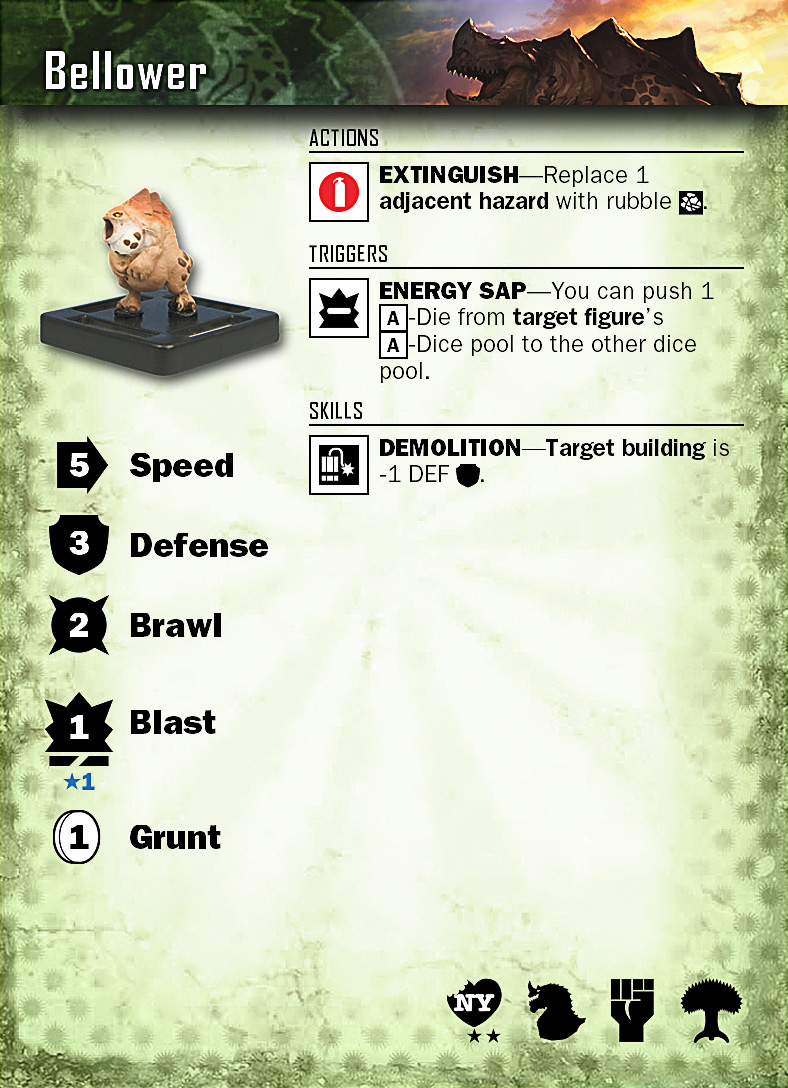 Bellower
ACTIONS
EXTINGUISH—Replace 1
adjacent hazard with rubble .
TRIGGERS
ENERGY SAP—You can push 1
A-Die from target figure's
A-Dice pool to the other dice
pool.
SKILLS
DEMOLITION—Target building is
-1 DEF .
5 Speed
3 Defense
2 Brawl
1 Blast
★1
1 Grunt
NY